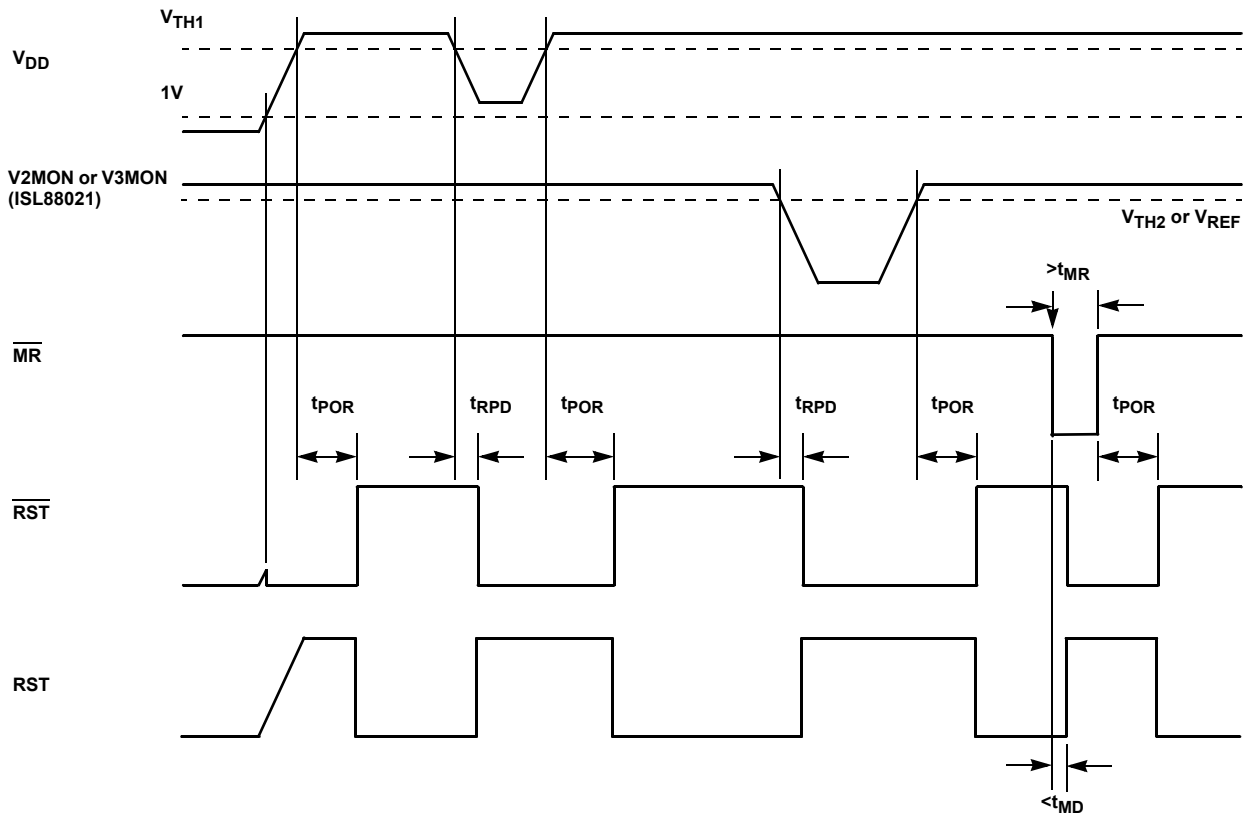 VTH1
VDD
1V
V2MON or V3MON
(ISL88021)
VTH2 or VREF
>tMR
MR
tPOR tRPD tPOR tRPD tPOR tPOR
RST
RST
<tMD